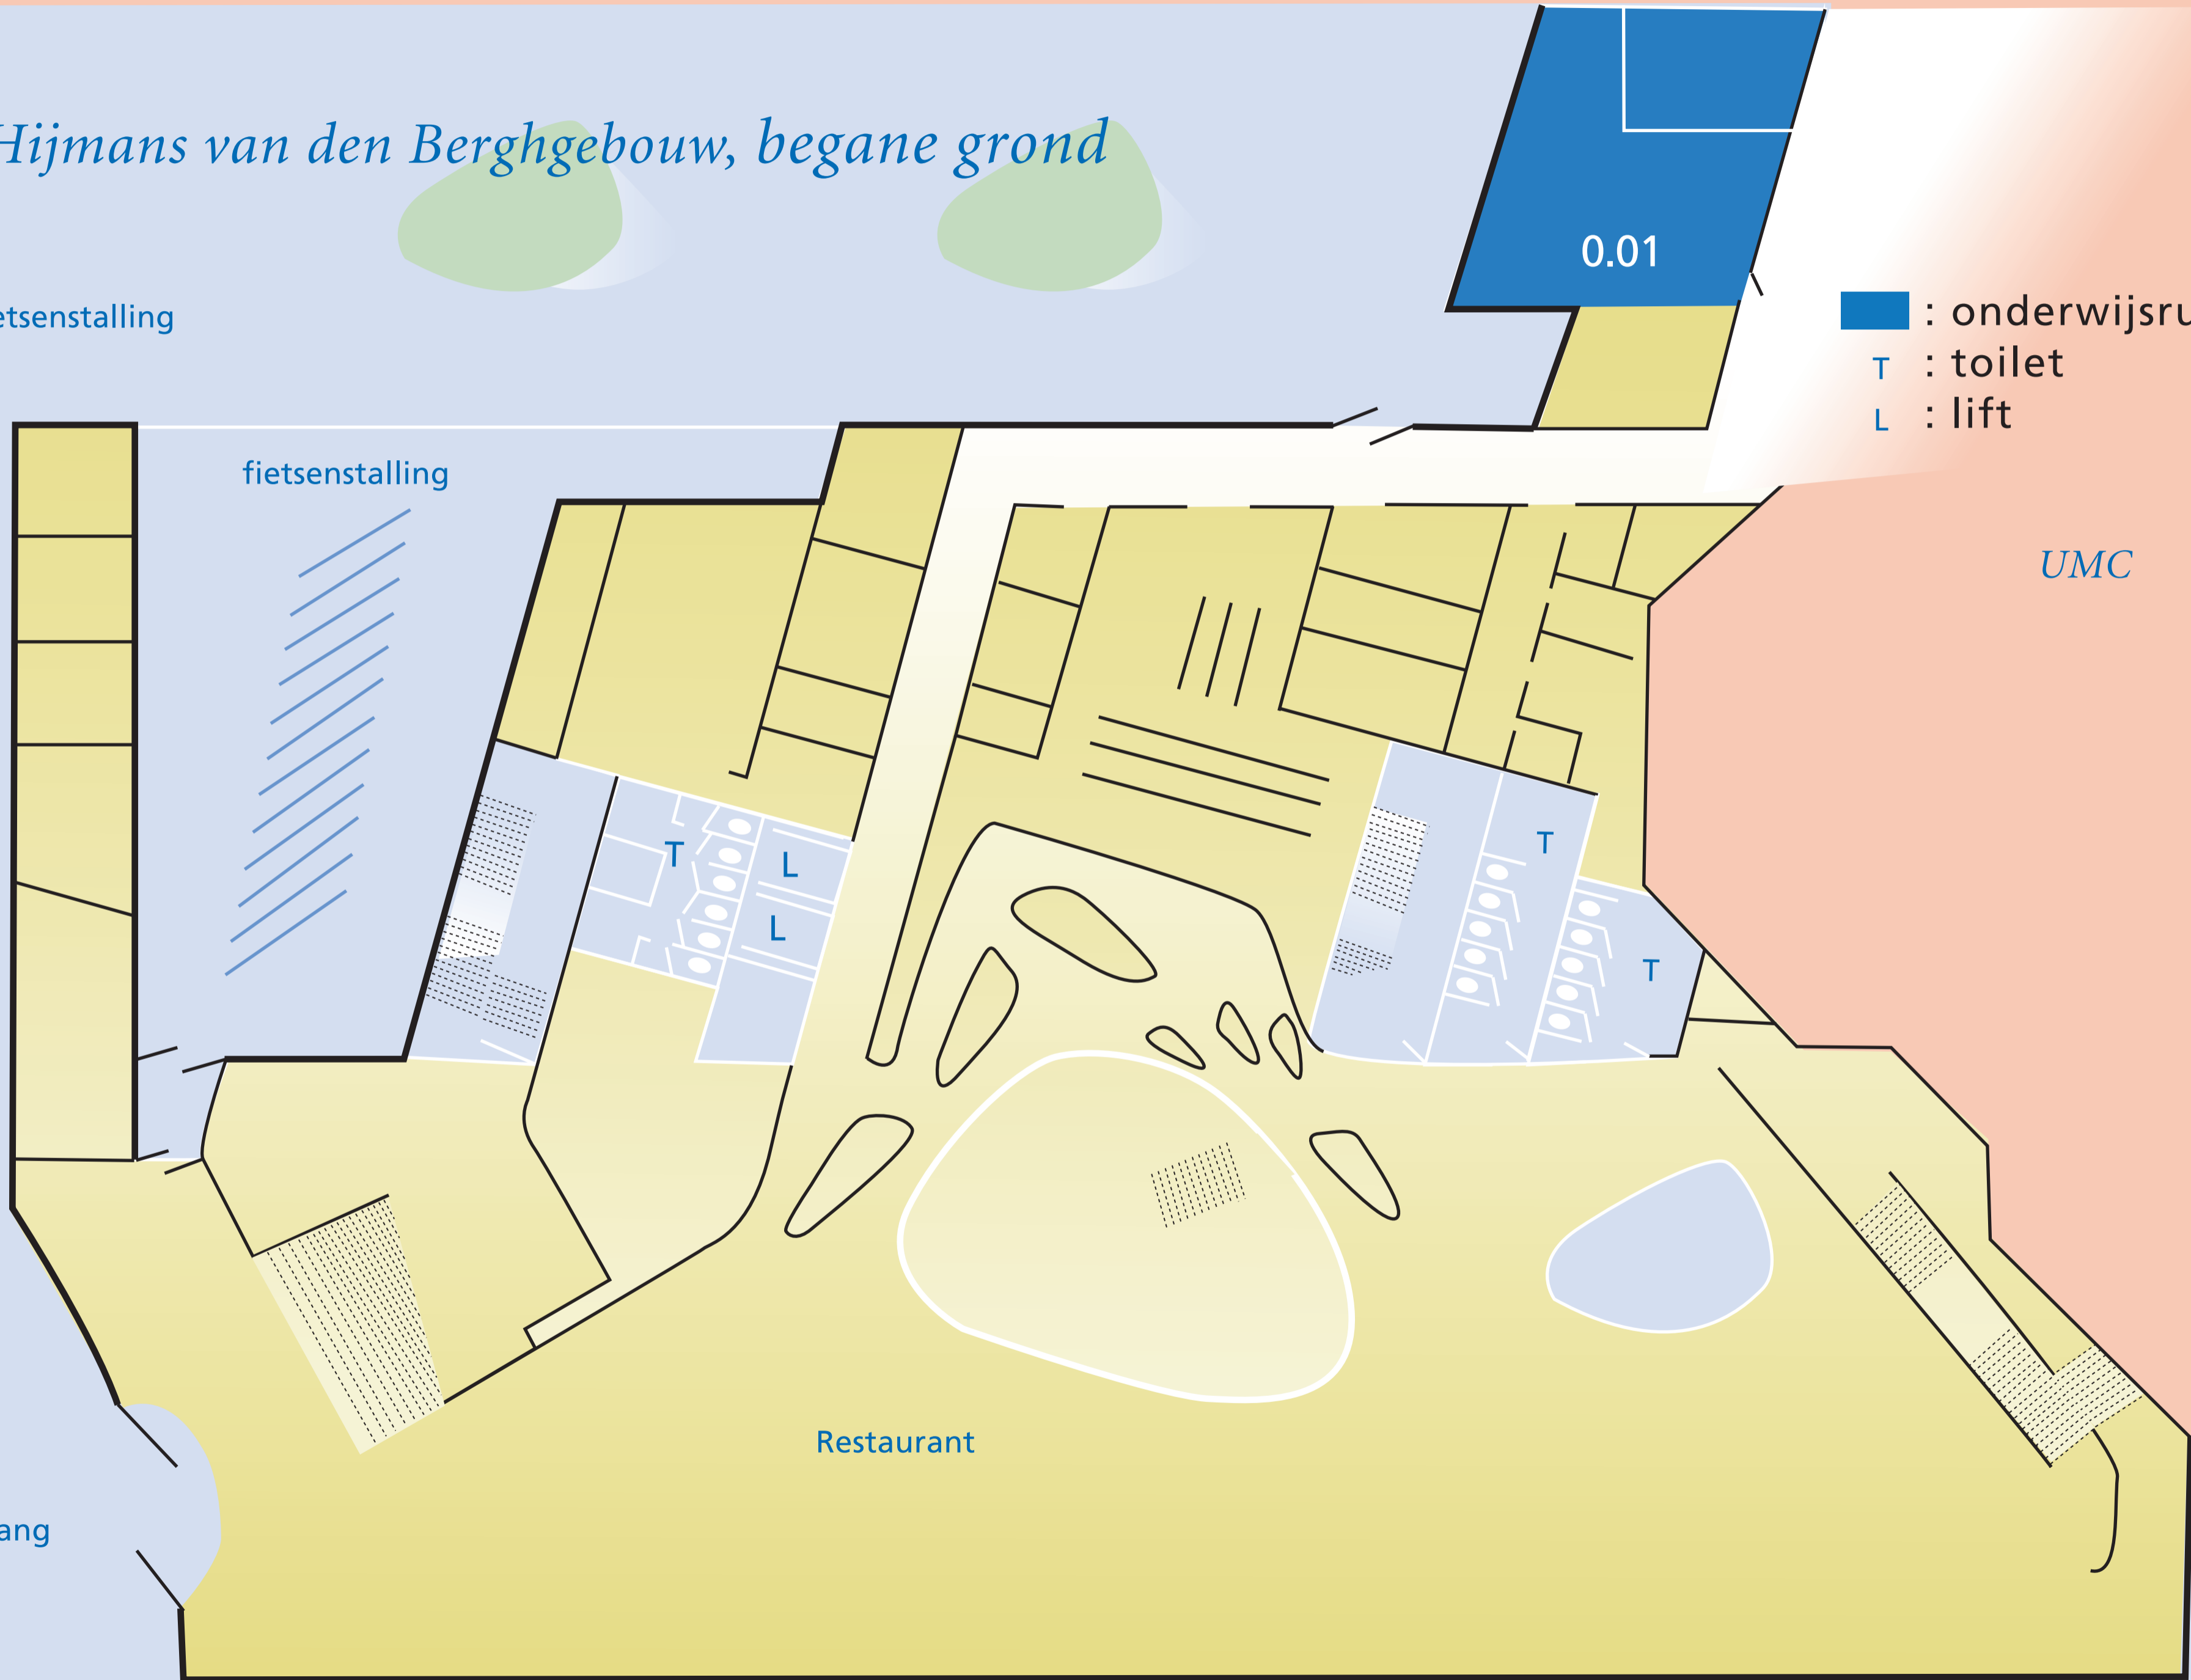 Hijmans van den Berghgebouw, begane grond
0.01
etsenstalling
: onderwijsru
T : toilet
L : lift
fietsenstalling
UMC
T
L
T
L
T
Restaurant
ang